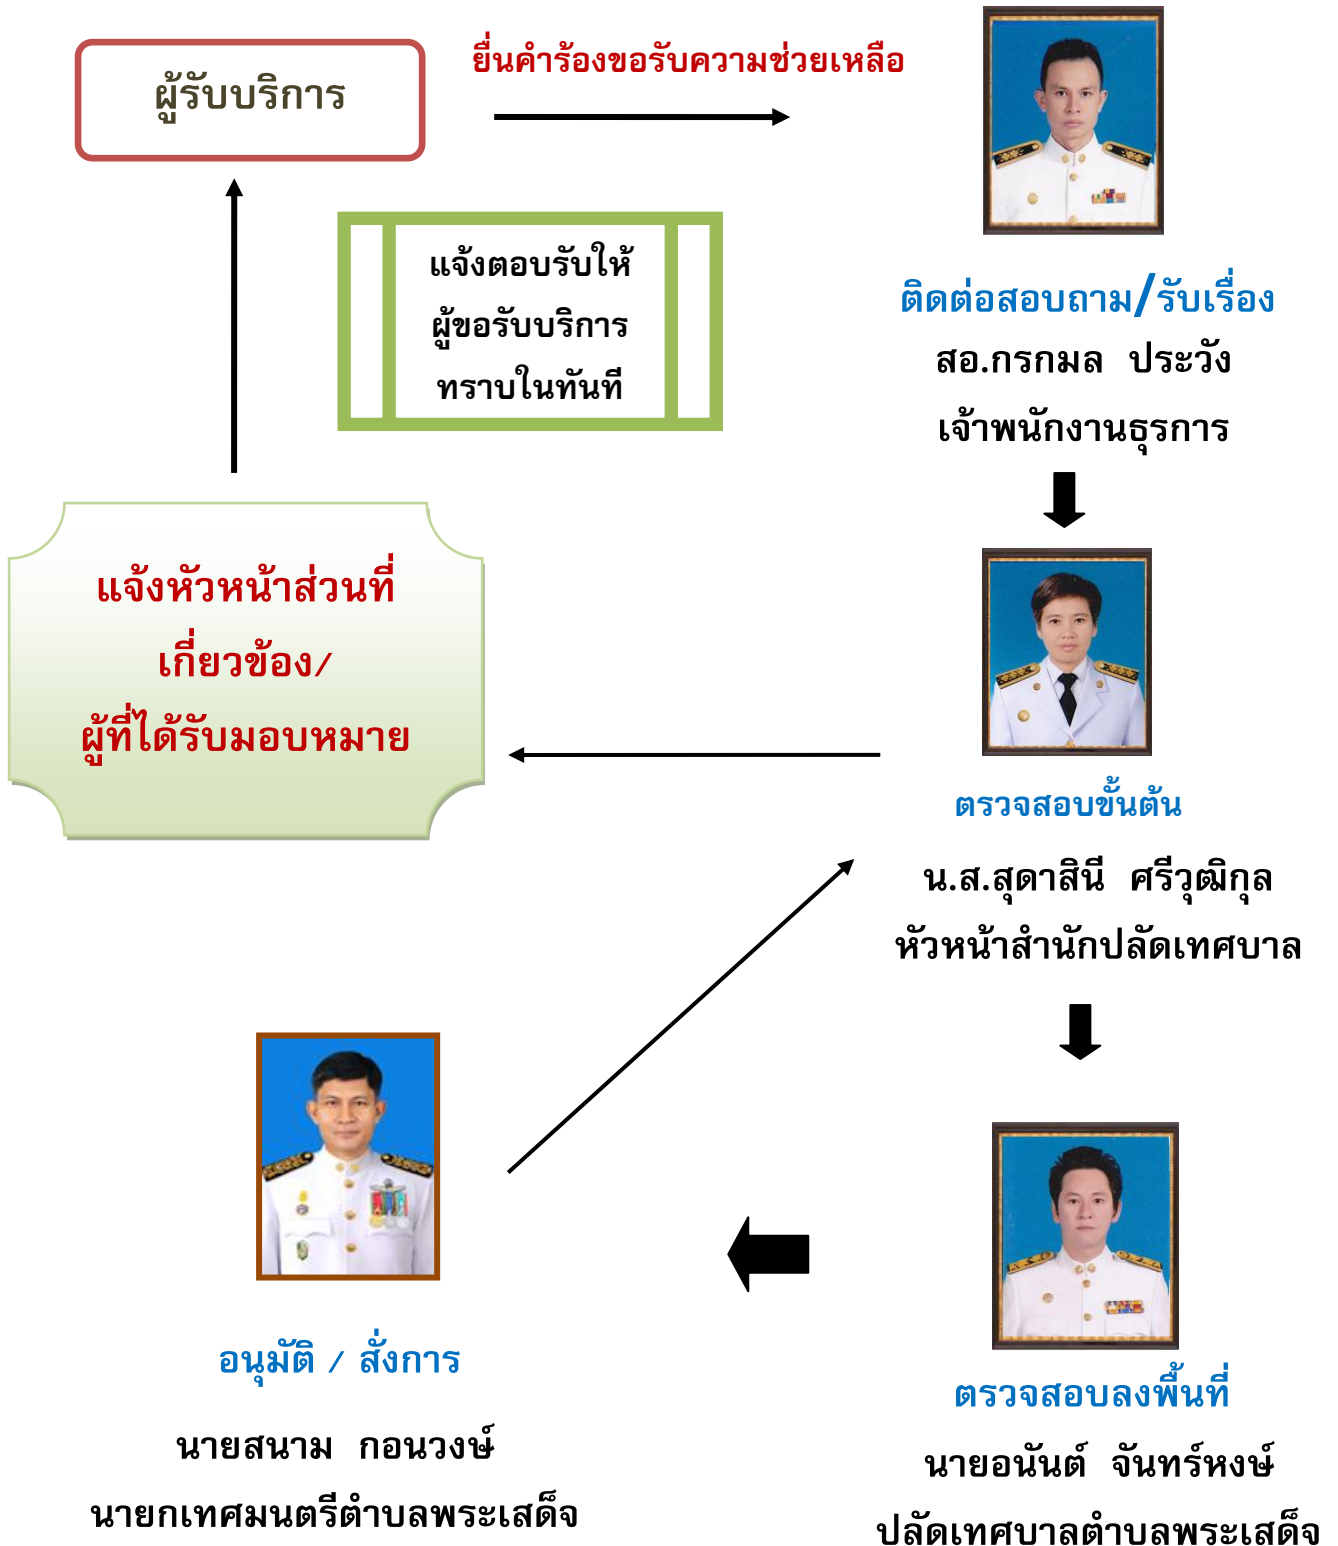 ผู้รับบริการ
ยื่นคำร้องขอรับความช่วยเหลือ
แจ้งตอบรับให้
ผู้ขอรับบริการ
ทราบในทันที
ติดต่อสอบถาม/รับเรื่อง
สอ.กรกมล ประวัง
เจ้าพนักงานธุรการ
แจ้งหัวหน้าส่วนที่
เกี่ยวข้อง/
ผู้ที่ได้รับมอบหมาย
ตรวจสอบขั้นต้น
น.ส.สุดาสินี ศรีวุฒิกุล
หัวหน้าสำนักปลัดเทศบาล
อนุมัติ / สั่งการ
นายสนาม กอนวงษ์
นายกเทศมนตรีตำบลพระเสด็จ
ตรวจสอบลงพื้นที่
นายอนันต์ จันทร์หงษ์
ปลัดเทศบาลตำบลพระเสด็จ